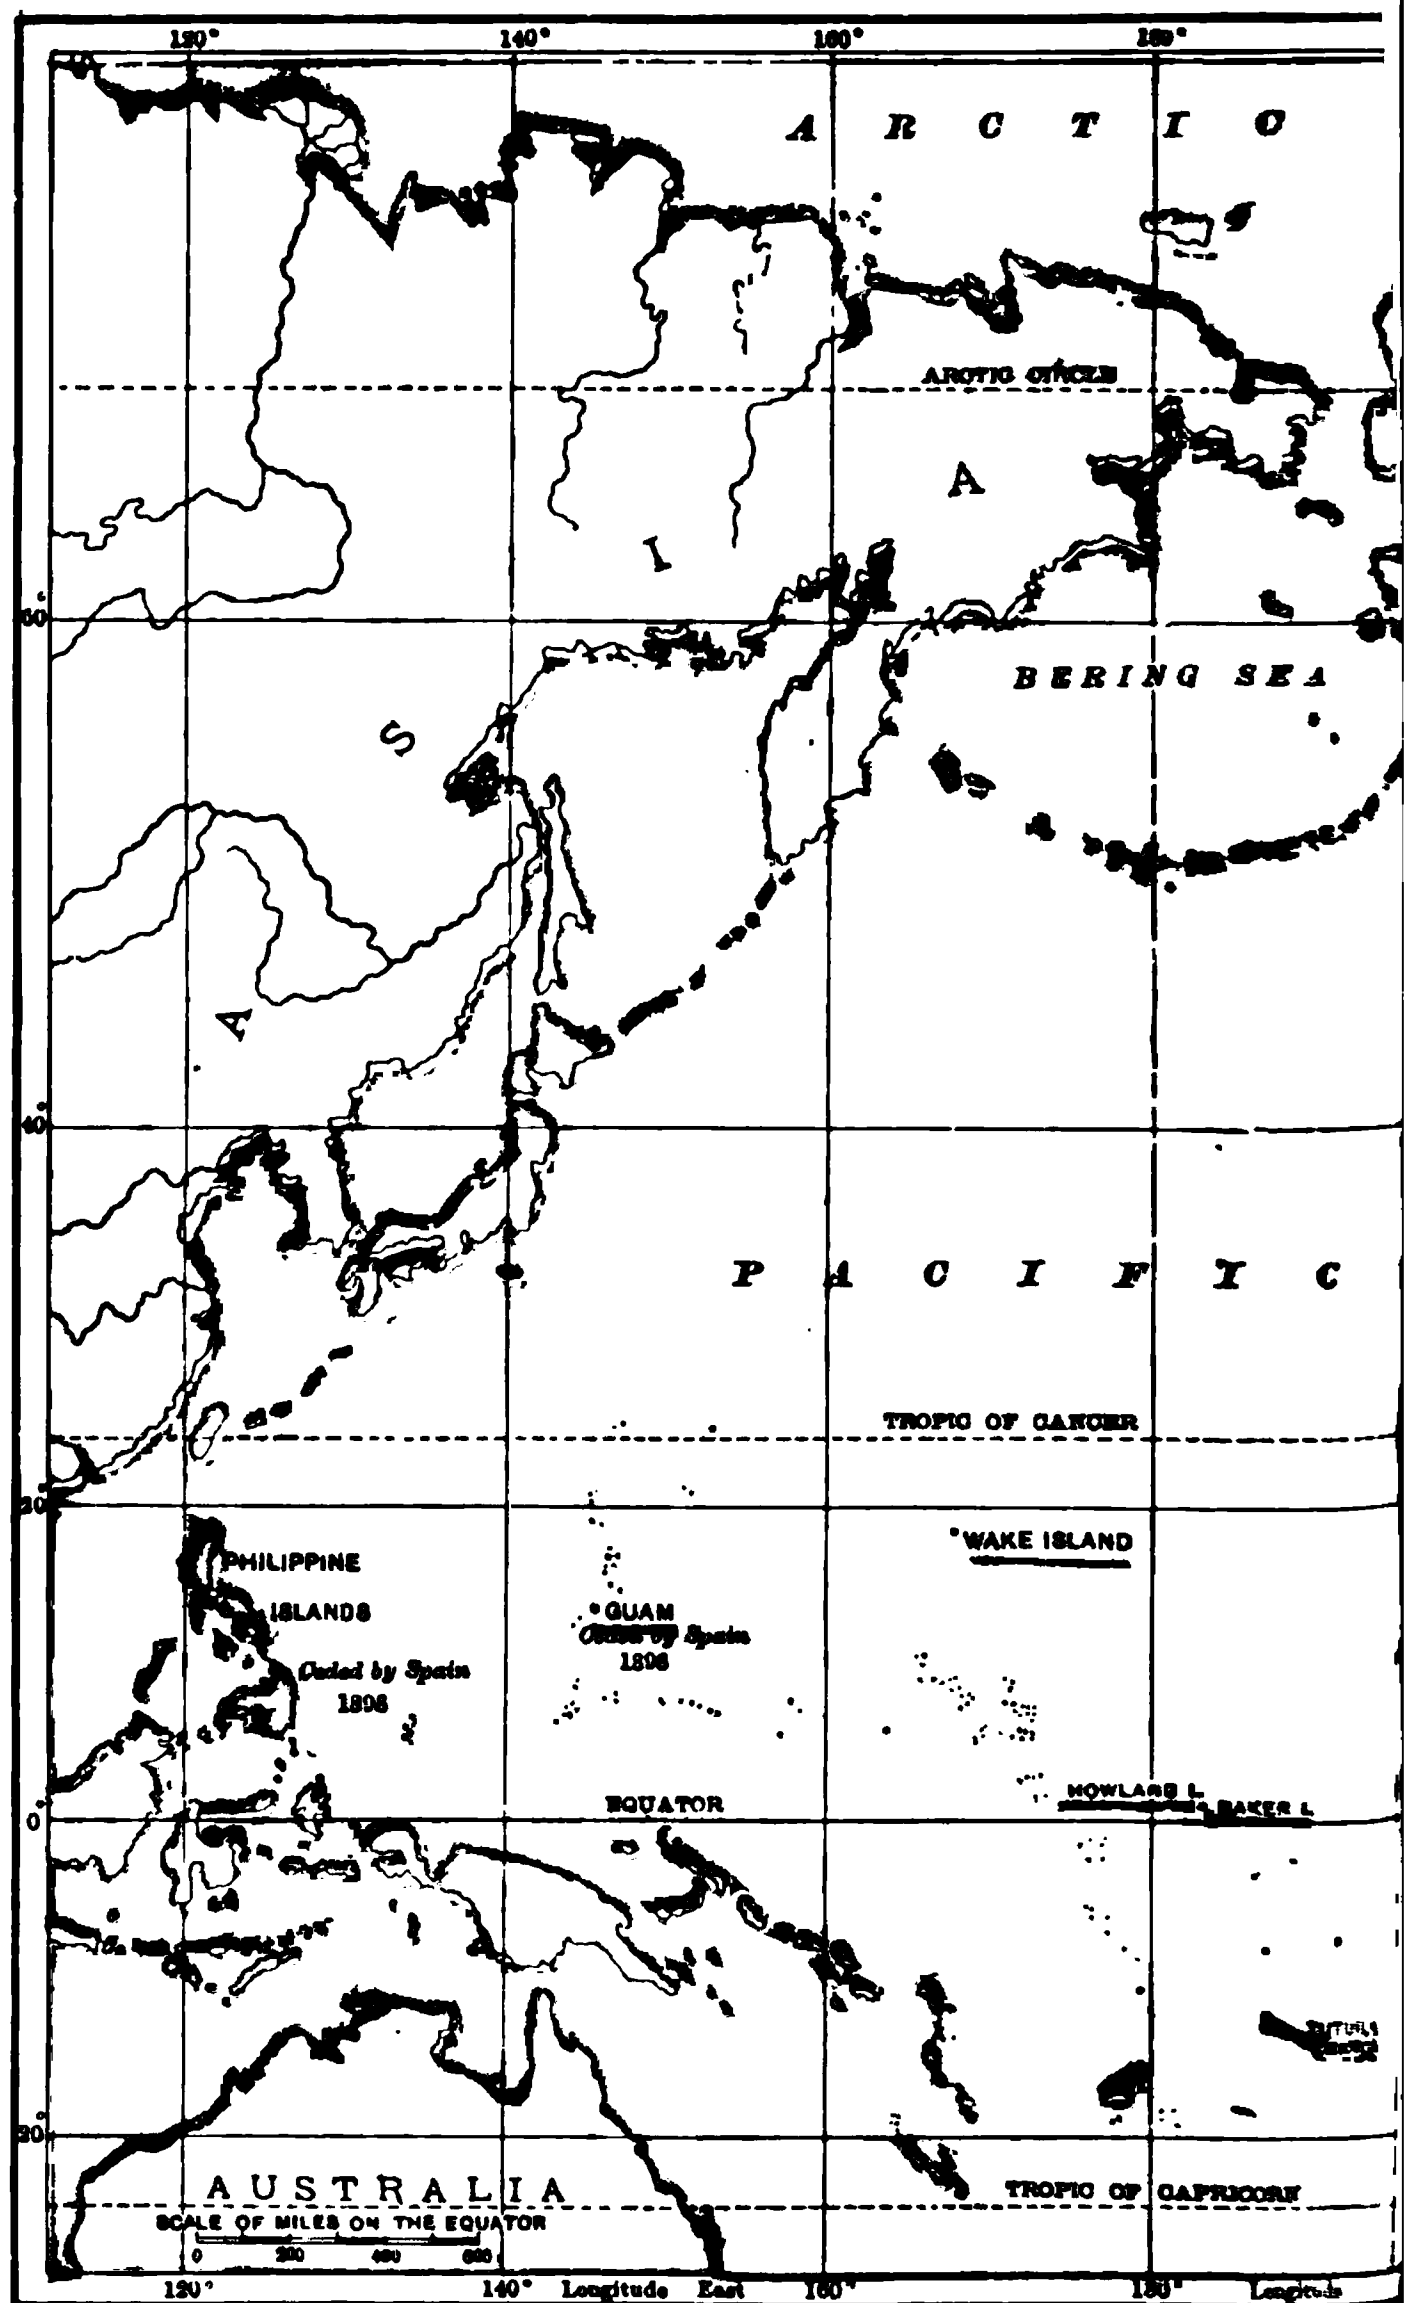 120° 140° 160° 180°
A R C T I C
ARCTIC CIRCLE
A S I A
60°
BERING SEA
40°
P A C I F I C
TROPIC OF CANCER
20
WAKE ISLAND
PHILIPPINE
ISLANDS
Ceded by Spain
1898
GUAM
Ceded by Spain
1898
HOWLAND I.
BAKER I.
EQUATOR
0°
TUTUILA
20°
AUSTRALIA
TROPIC OF CAPRICORN
SCALE OF MILES ON THE EQUATOR
0 200 400 600
120° 140° Longitude East 160° 180° Longitude